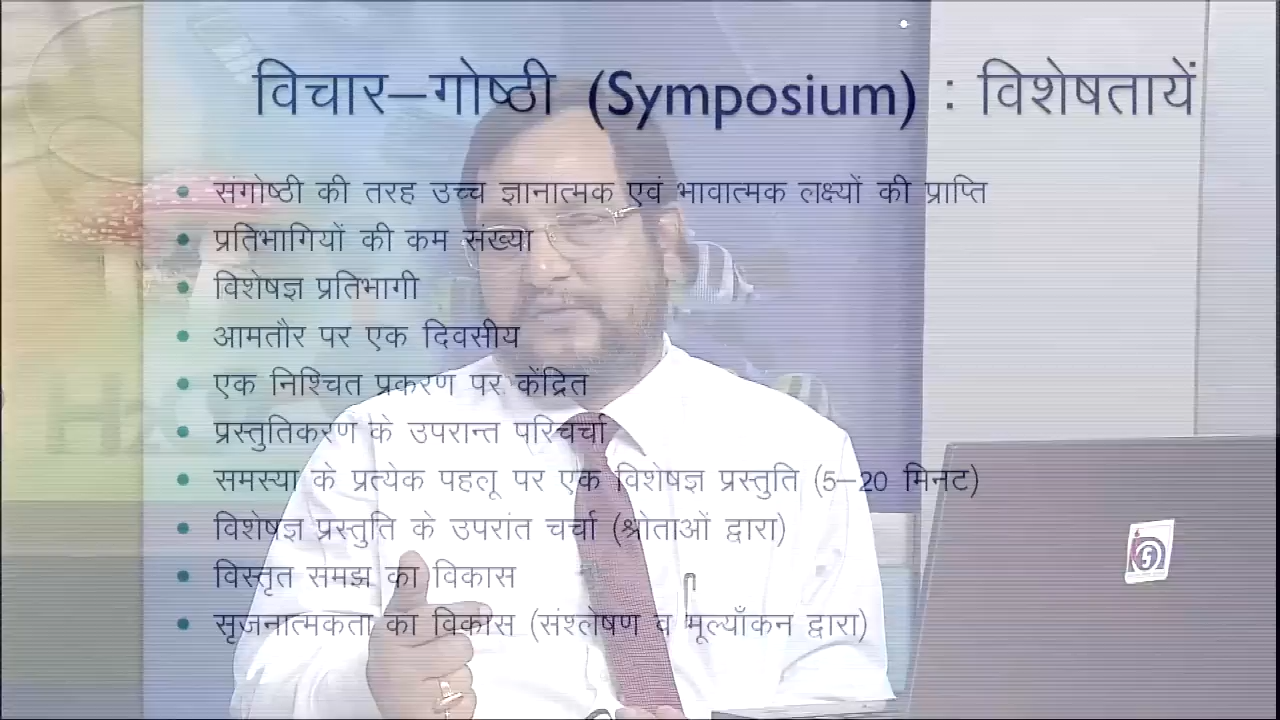 विचार–गोष्ठी (Symposium) : विशेषतायें
• संगोष्ठी की तरह उच्च ज्ञानात्मक एवं भावात्मक लक्ष्यों की प्राप्ति
• प्रतिभागियों की कम संख्या
• विशेषज्ञ प्रतिभागी
• आमतौर पर एक दिवसीय
• एक निश्चित प्रकरण पर केंद्रित
• प्रस्तुतिकरण के उपरान्त परिचर्चा
• समस्या के प्रत्येक पहलू पर एक विशेषज्ञ प्रस्तुति (5–20 मिनट)
• विशेषज्ञ प्रस्तुति के उपरांत चर्चा (श्रोताओं द्वारा)
• विस्तृत समझ का विकास
• सृजनात्मकता का विकास (संश्लेषण व मूल्याँकन द्वारा)